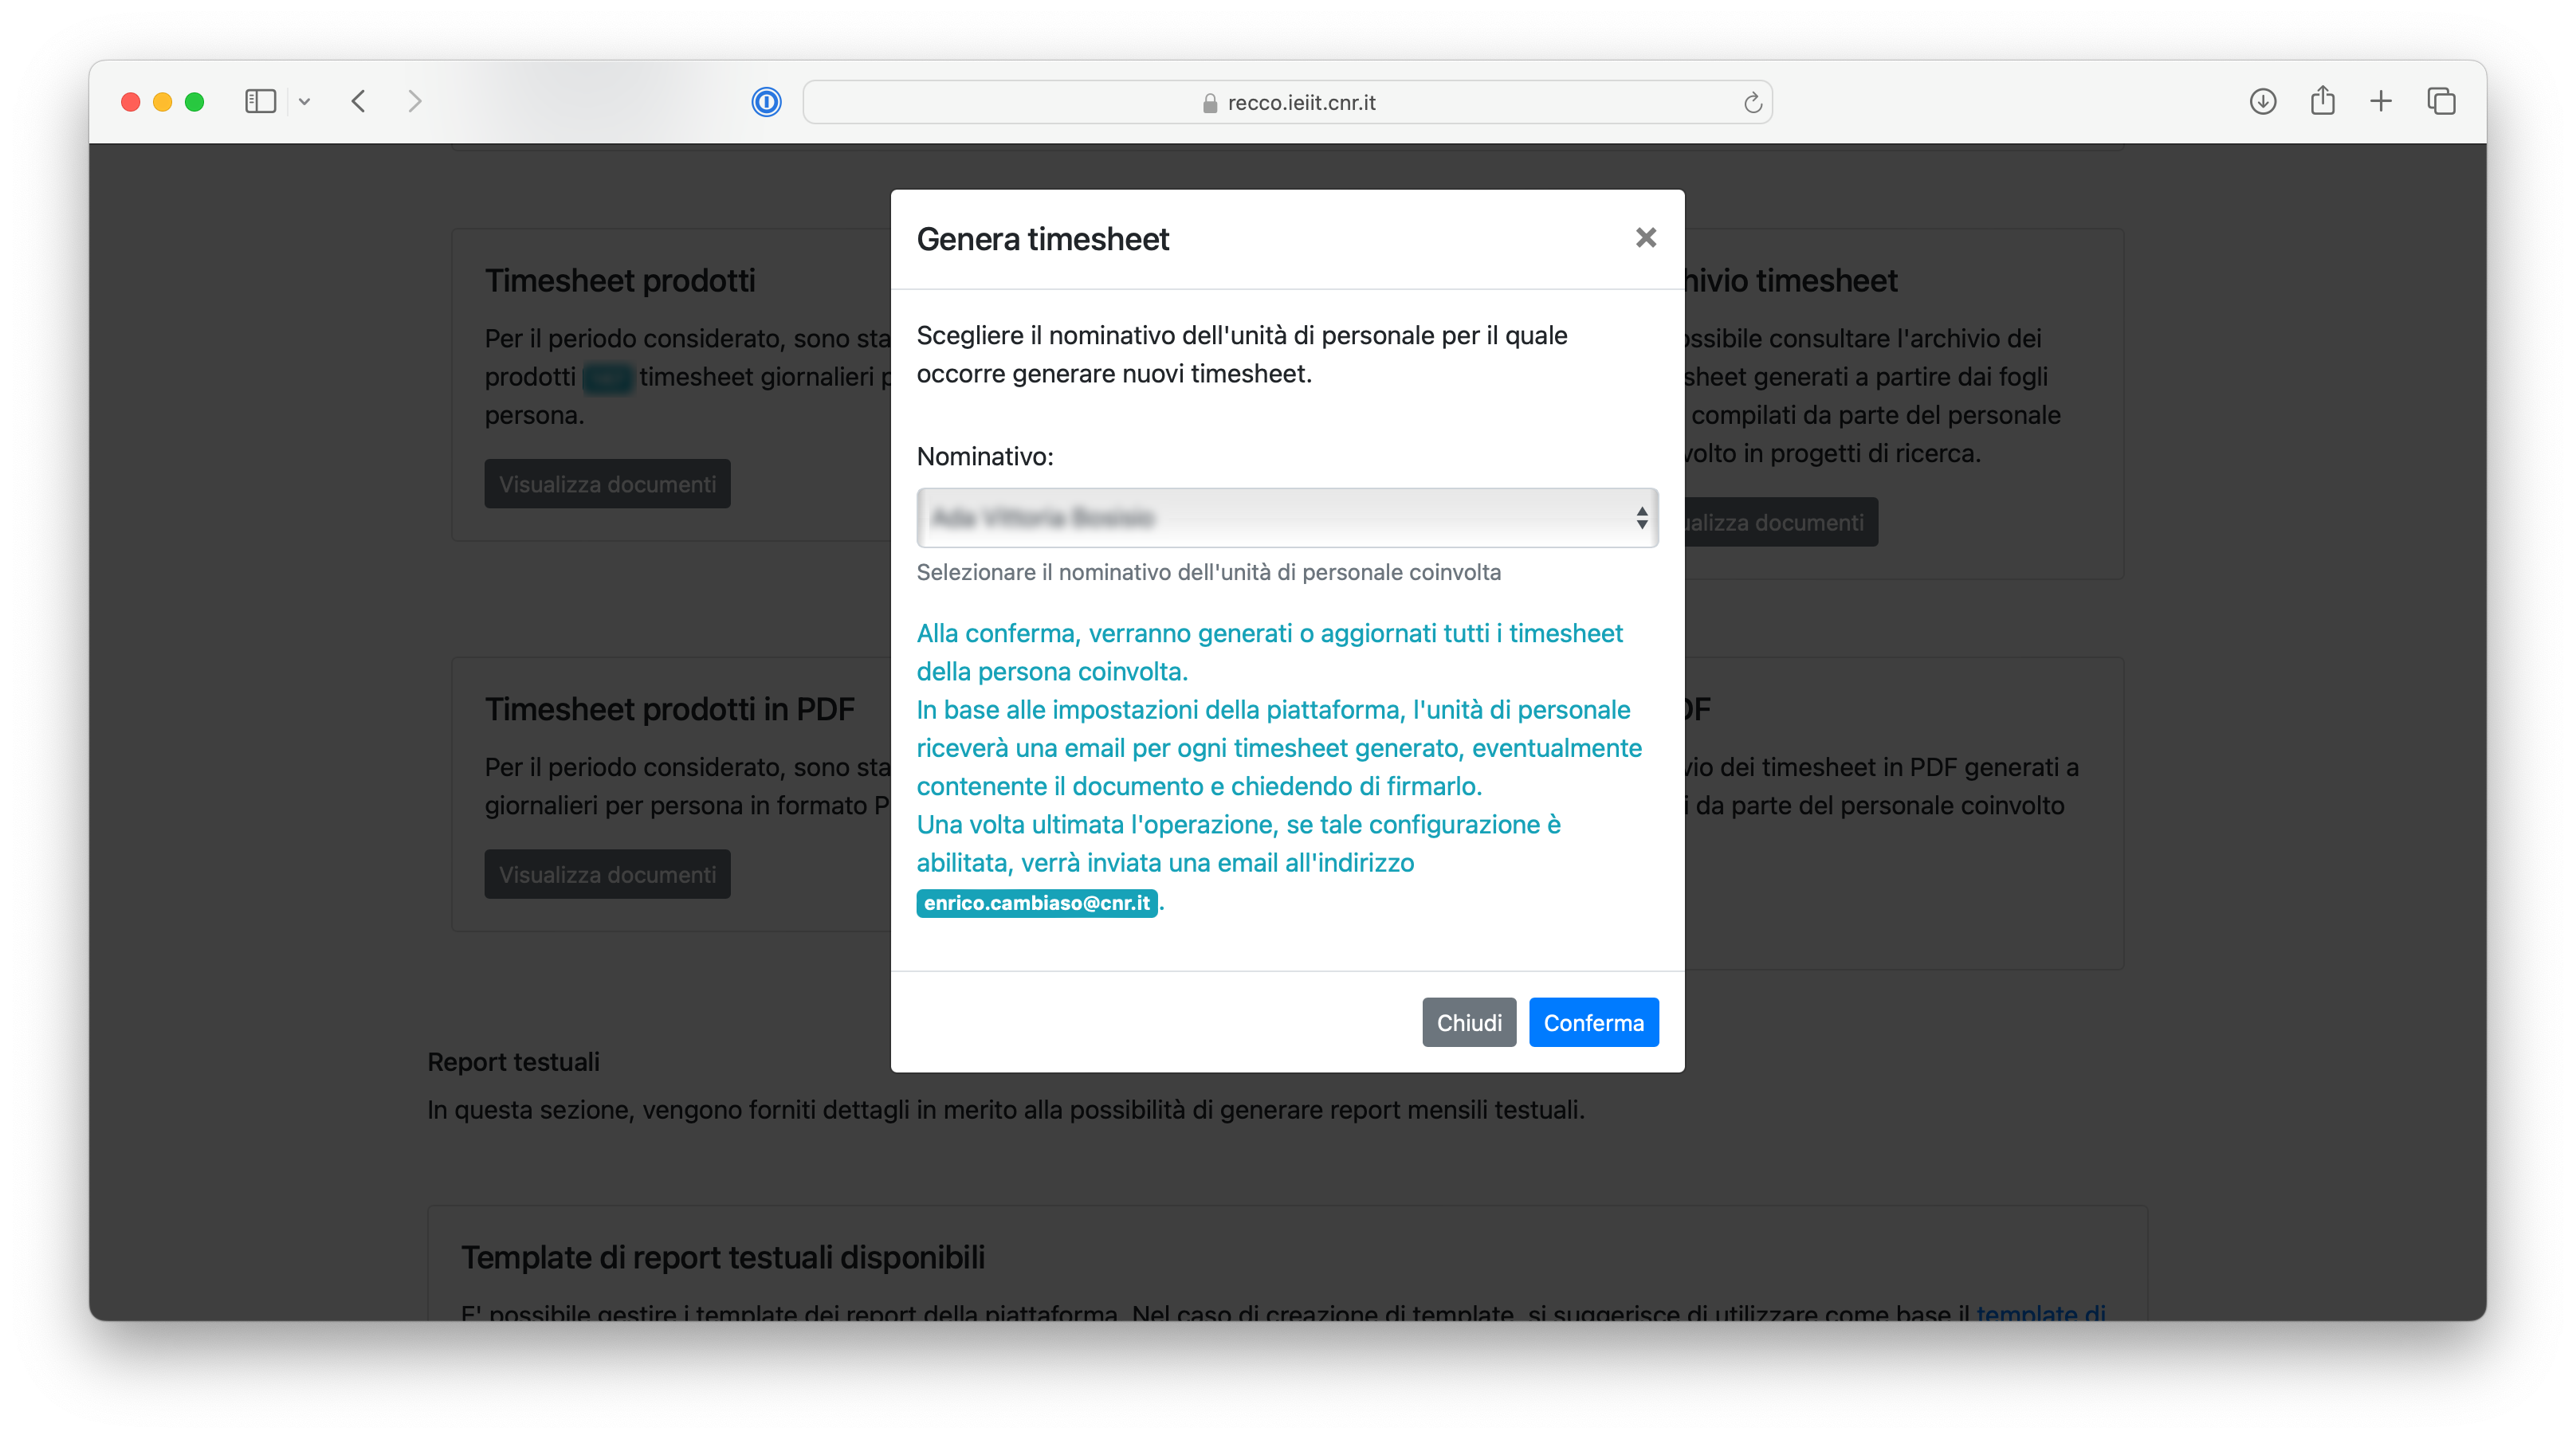 recco.ieiit.cnr.it
Genera timesheet
Scegliere il nominativo dell'unità di personale per il quale
occorre generare nuovi timesheet.
Nominativo:
Selezionare il nominativo dell'unità di personale coinvolta
Alla conferma, verranno generati o aggiornati tutti i timesheet
della persona coinvolta.
In base alle impostazioni della piattaforma, l'unità di personale
riceverà una email per ogni timesheet generato, eventualmente
contenente il documento e chiedendo di firmarlo.
Una volta ultimata l'operazione, se tale configurazione è
abilitata, verrà inviata una email all'indirizzo
enrico.cambiaso@cnr.it.
Chiudi Conferma
Timesheet prodotti
Per il periodo considerato, sono sta
prodotti timesheet giornalieri p
persona.
Visualizza documenti
hivio timesheet
ossibile consultare l'archivio dei
sheet generati a partire dai fogli
compilati da parte del personale
volto in progetti di ricerca.
ualizza documenti
Timesheet prodotti in PDF
Per il periodo considerato, sono sta
giornalieri per persona in formato P
Visualizza documenti
DF
vio dei timesheet in PDF generati a
i da parte del personale coinvolto
Report testuali
In questa sezione, vengono forniti dettagli in merito alla possibilità di generare report mensili testuali.
Template di report testuali disponibili
E' possibile gestire i template dei report della piattaforma. Nel caso di creazione di template, si suggerisce di utilizzare come base il template di